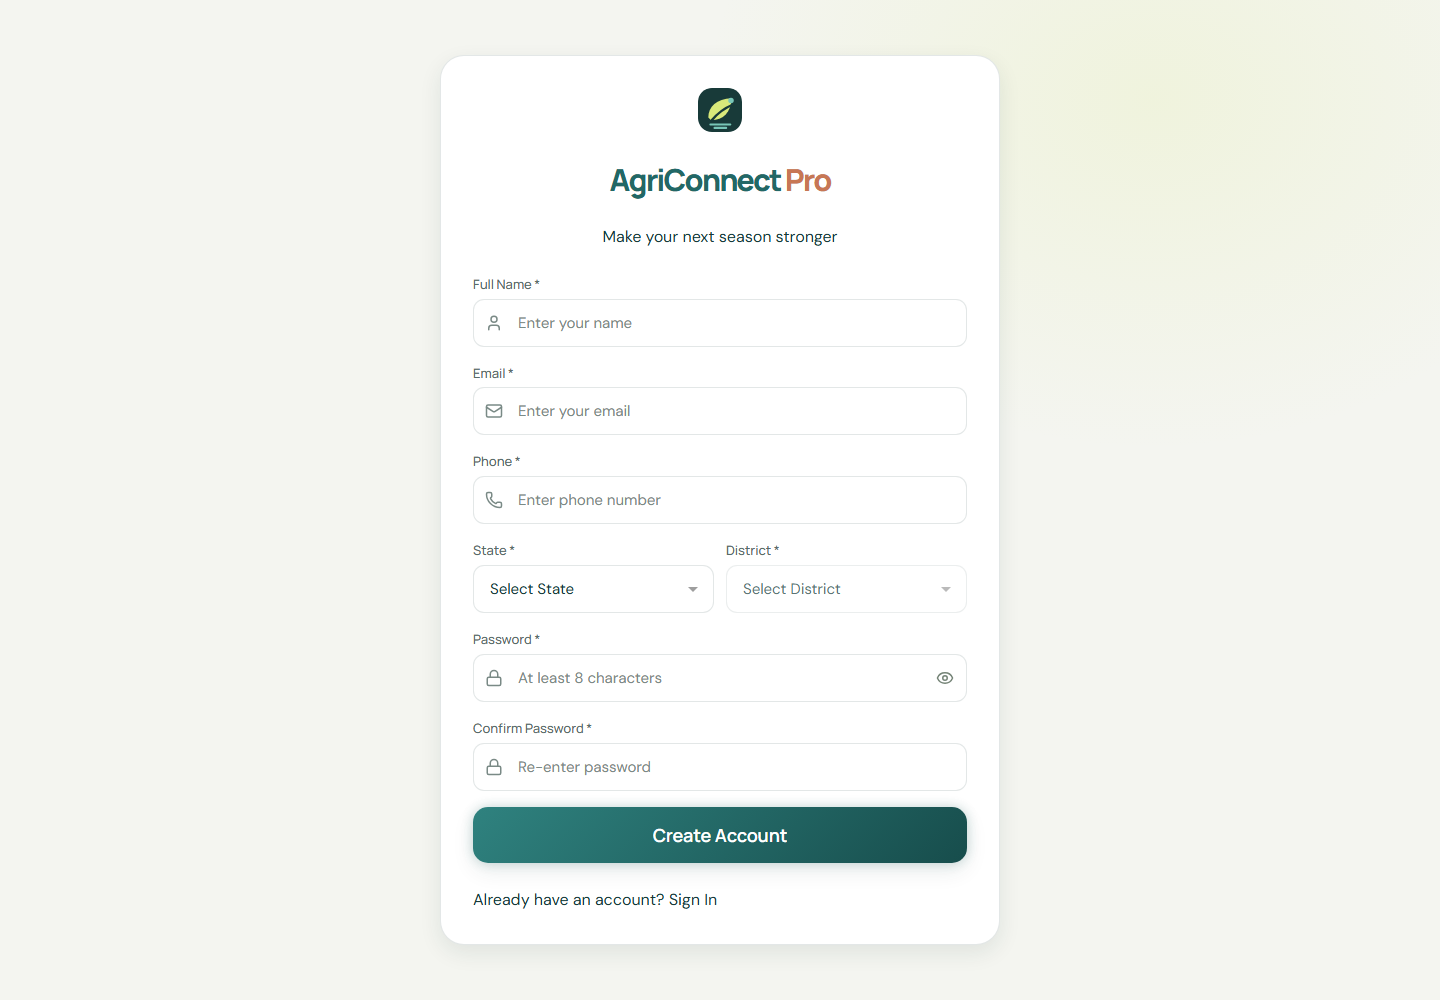 AgriConnect Pro
Make your next season stronger
Full Name *
Enter your name
Email *
Enter your email
Phone *
Enter phone number
State * District *
Select State Select District
Password *
At least 8 characters
Confirm Password *
Re-enter password
Create Account
Already have an account? Sign In